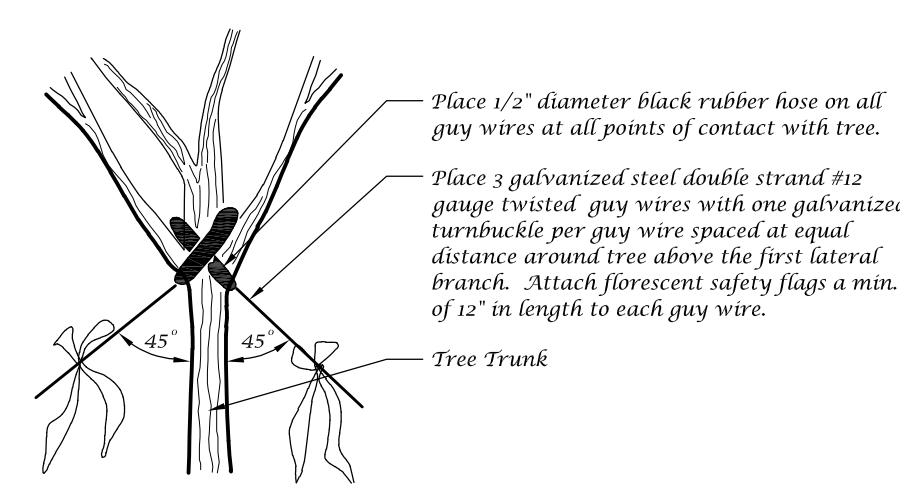 Place 1/2" diameter black rubber hose on all
guy wires at all points of contact with tree.
Place 3 galvanized steel double strand #12
gauge twisted guy wires with one galvanized
turnbuckle per guy wire spaced at equal
distance around tree above the first lateral
branch. Attach florescent safety flags a min.
of 12" in length to each guy wire.
45° 45°
Tree Trunk